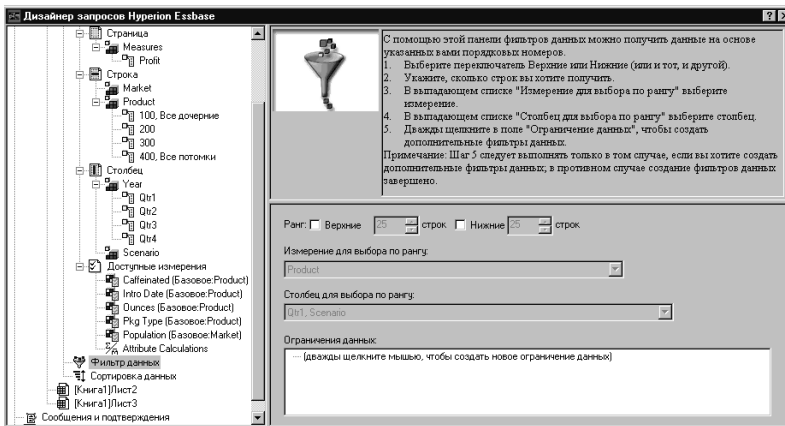 Дизайнер запросов Hyperion Essbase
Страница
Measures
Profit
Строка
Market
Product
100, Все дочерние
200
300
400, Все потомки
Столбец
Year
Qtr1
Qtr2
Qtr3
Qtr4
Scenario
Доступные измерения
Caffeinated (Базовое:Product)
Intro Date (Базовое:Product)
Ounces (Базовое:Product)
Pkg Type (Базовое:Product)
Population (Базовое:Market)
Attribute Calculations
Фильтр данных
Сортировка данных
[Книга1]Лист2
[Книга1]Лист3
Сообщения и подтверждения
С помощью этой панели фильтров данных можно получить данные на основе
указанных вами порядковых номеров.
1. Выберите переключатель Верхние или Нижние (или и тот, и другой).
2. Укажите, сколько строк вы хотите получить.
3. В выпадающем списке "Измерение для выбора по рангу" выберите
измерение.
4. В выпадающем списке "Столбец для выбора по рангу" выберите столбец.
5. Дважды щелкните в поле "Ограничение данных", чтобы создать
дополнительные фильтры данных.
Примечание: Шаг 5 следует выполнять только в том случае, если вы хотите создать
дополнительные фильтры данных; в противном случае создание фильтров данных
завершено.
Ранг: Верхние 25 строк Нижние 25 строк
Измерение для выбора по рангу:
Product
Столбец для выбора по рангу:
Qtr1, Scenario
Ограничения данных:
(дважды щелкните мышью, чтобы создать новое ограничение данных)